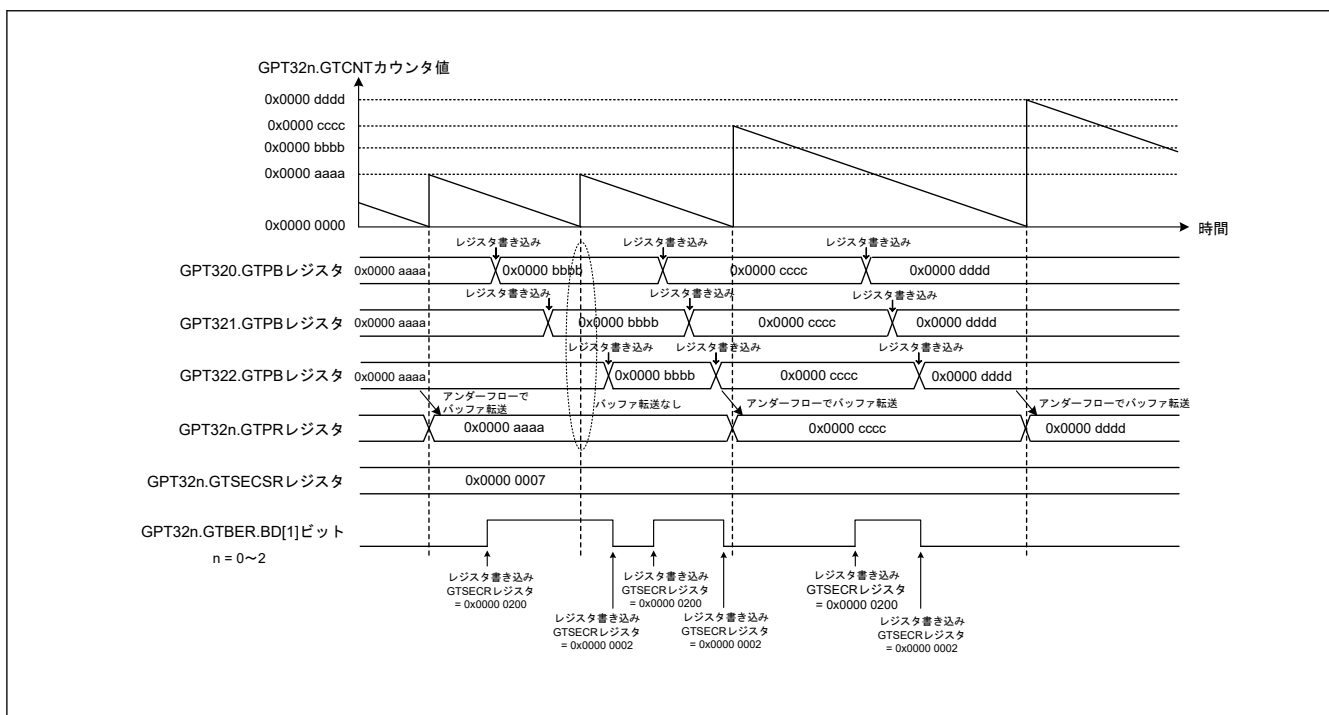 GPT32n.GTCNTカウンタ値
0x0000 dddd
0x0000 cccc
0x0000 bbbb
0x0000 aaaa
0x0000 0000
時間
レジスタ書き込み レジスタ書き込み レジスタ書き込み
GPT320.GTPBレジスタ 0x0000 aaaa 0x0000 bbbb 0x0000 cccc 0x0000 dddd
レジスタ書き込み レジスタ書き込み レジスタ書き込み
GPT321.GTPBレジスタ 0x0000 aaaa 0x0000 bbbb 0x0000 cccc 0x0000 dddd
レジスタ書き込み レジスタ書き込み レジスタ書き込み
GPT322.GTPBレジスタ 0x0000 aaaa 0x0000 bbbb 0x0000 cccc 0x0000 dddd
アンダーフローで
バッファ転送
バッファ転送なし アンダーフローでバッファ転送 アンダーフローでバッファ転送
GPT32n.GTPRレジスタ 0x0000 aaaa 0x0000 cccc 0x0000 dddd
GPT32n.GTSECSRレジスタ 0x0000 0007
GPT32n.GTBER.BD[1]ビット
n = 0～2
レジスタ書き込み
GTSECRレジスタ
= 0x0000 0200
レジスタ書き込み
GTSECRレジスタ
= 0x0000 0002
レジスタ書き込み
GTSECRレジスタ
= 0x0000 0200
レジスタ書き込み
GTSECRレジスタ
= 0x0000 0002
レジスタ書き込み
GTSECRレジスタ
= 0x0000 0200
レジスタ書き込み
GTSECRレジスタ
= 0x0000 0002